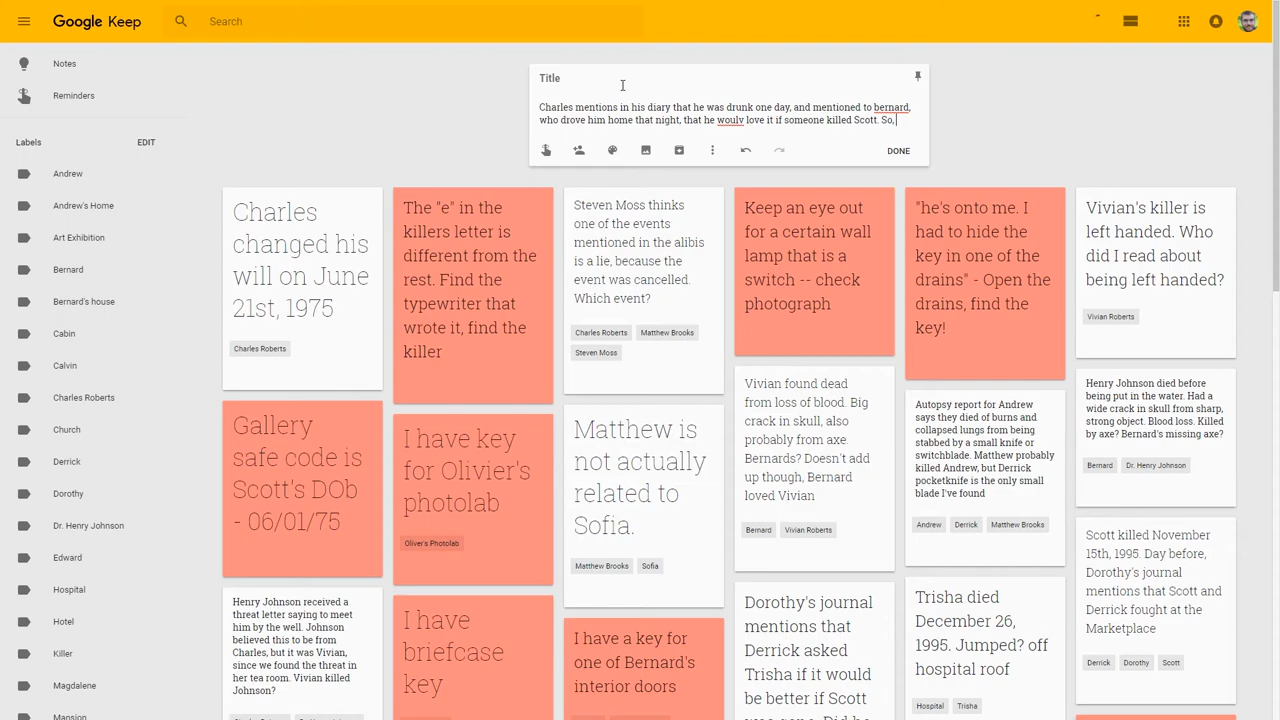 Google Keep
Search
Notes
Reminders
Labels
EDIT
Andrew
Andrew's Home
Art Exhibition
Bernard
Bernard's house
Cabin
Calvin
Charles Roberts
Church
Derrick
Dorothy
Dr. Henry Johnson
Edward
Hospital
Hotel
Killer
Magdalene
Mansion
Title
Charles mentions in his diary that he was drunk one day, and mentioned to bernard,
who drove him home that night, that he woulv love it if someone killed Scott. So,
DONE
Charles
changed his
will on June
21st, 1975
Charles Roberts
Gallery
safe code is
Scott's DOb
- 06/01/75
Henry Johnson received a
threat letter saying to meet
him by the well. Johnson
believed this to be from
Charles, but it was Vivian,
since we found the threat in
her tea room. Vivian killed
Johnson?
The "e" in the
killers letter is
different from the
rest. Find the
typewriter that
wrote it, find the
killer
I have key
for Olivier's
photolab
Oliver's Photolab
I have
briefcase
key
Steven Moss thinks
one of the events
mentioned in the alibis
is a lie, because the
event was cancelled.
Which event?
Charles Roberts
Matthew Brooks
Steven Moss
Matthew is
not actually
related to
Sofia.
Matthew Brooks
Sofia
I have a key for
one of Bernard's
interior doors
Keep an eye out
for a certain wall
lamp that is a
switch -- check
photograph
Vivian found dead
from loss of blood. Big
crack in skull, also
probably from axe.
Bernards? Doesn't add
up though, Bernard
loved Vivian
Bernard
Vivian Roberts
Dorothy's journal
mentions that
Derrick asked
Trisha if it would
be better if Scott
was gone. Did he
"he's onto me. I
had to hide the
key in one of the
drains" - Open the
drains, find the
key!
Autopsy report for Andrew
says they died of burns and
collapsed lungs from being
stabbed by a small knife or
switchblade. Matthew probably
killed Andrew, but Derrick
pocketknife is the only small
blade I've found
Andrew
Derrick
Matthew Brooks
Trisha died
December 26,
1995. Jumped? off
hospital roof
Hospital
Trisha
Vivian's killer is
left handed. Who
did I read about
being left handed?
Vivian Roberts
Henry Johnson died before
being put in the water. Had a
wide crack in skull from sharp,
strong object. Blood loss. Killed
by axe? Bernard's missing axe?
Bernard
Dr. Henry Johnson
Scott killed November
15th, 1995. Day before,
Dorothy's journal
mentions that Scott and
Derrick fought at the
Marketplace
Derrick
Dorothy
Scott